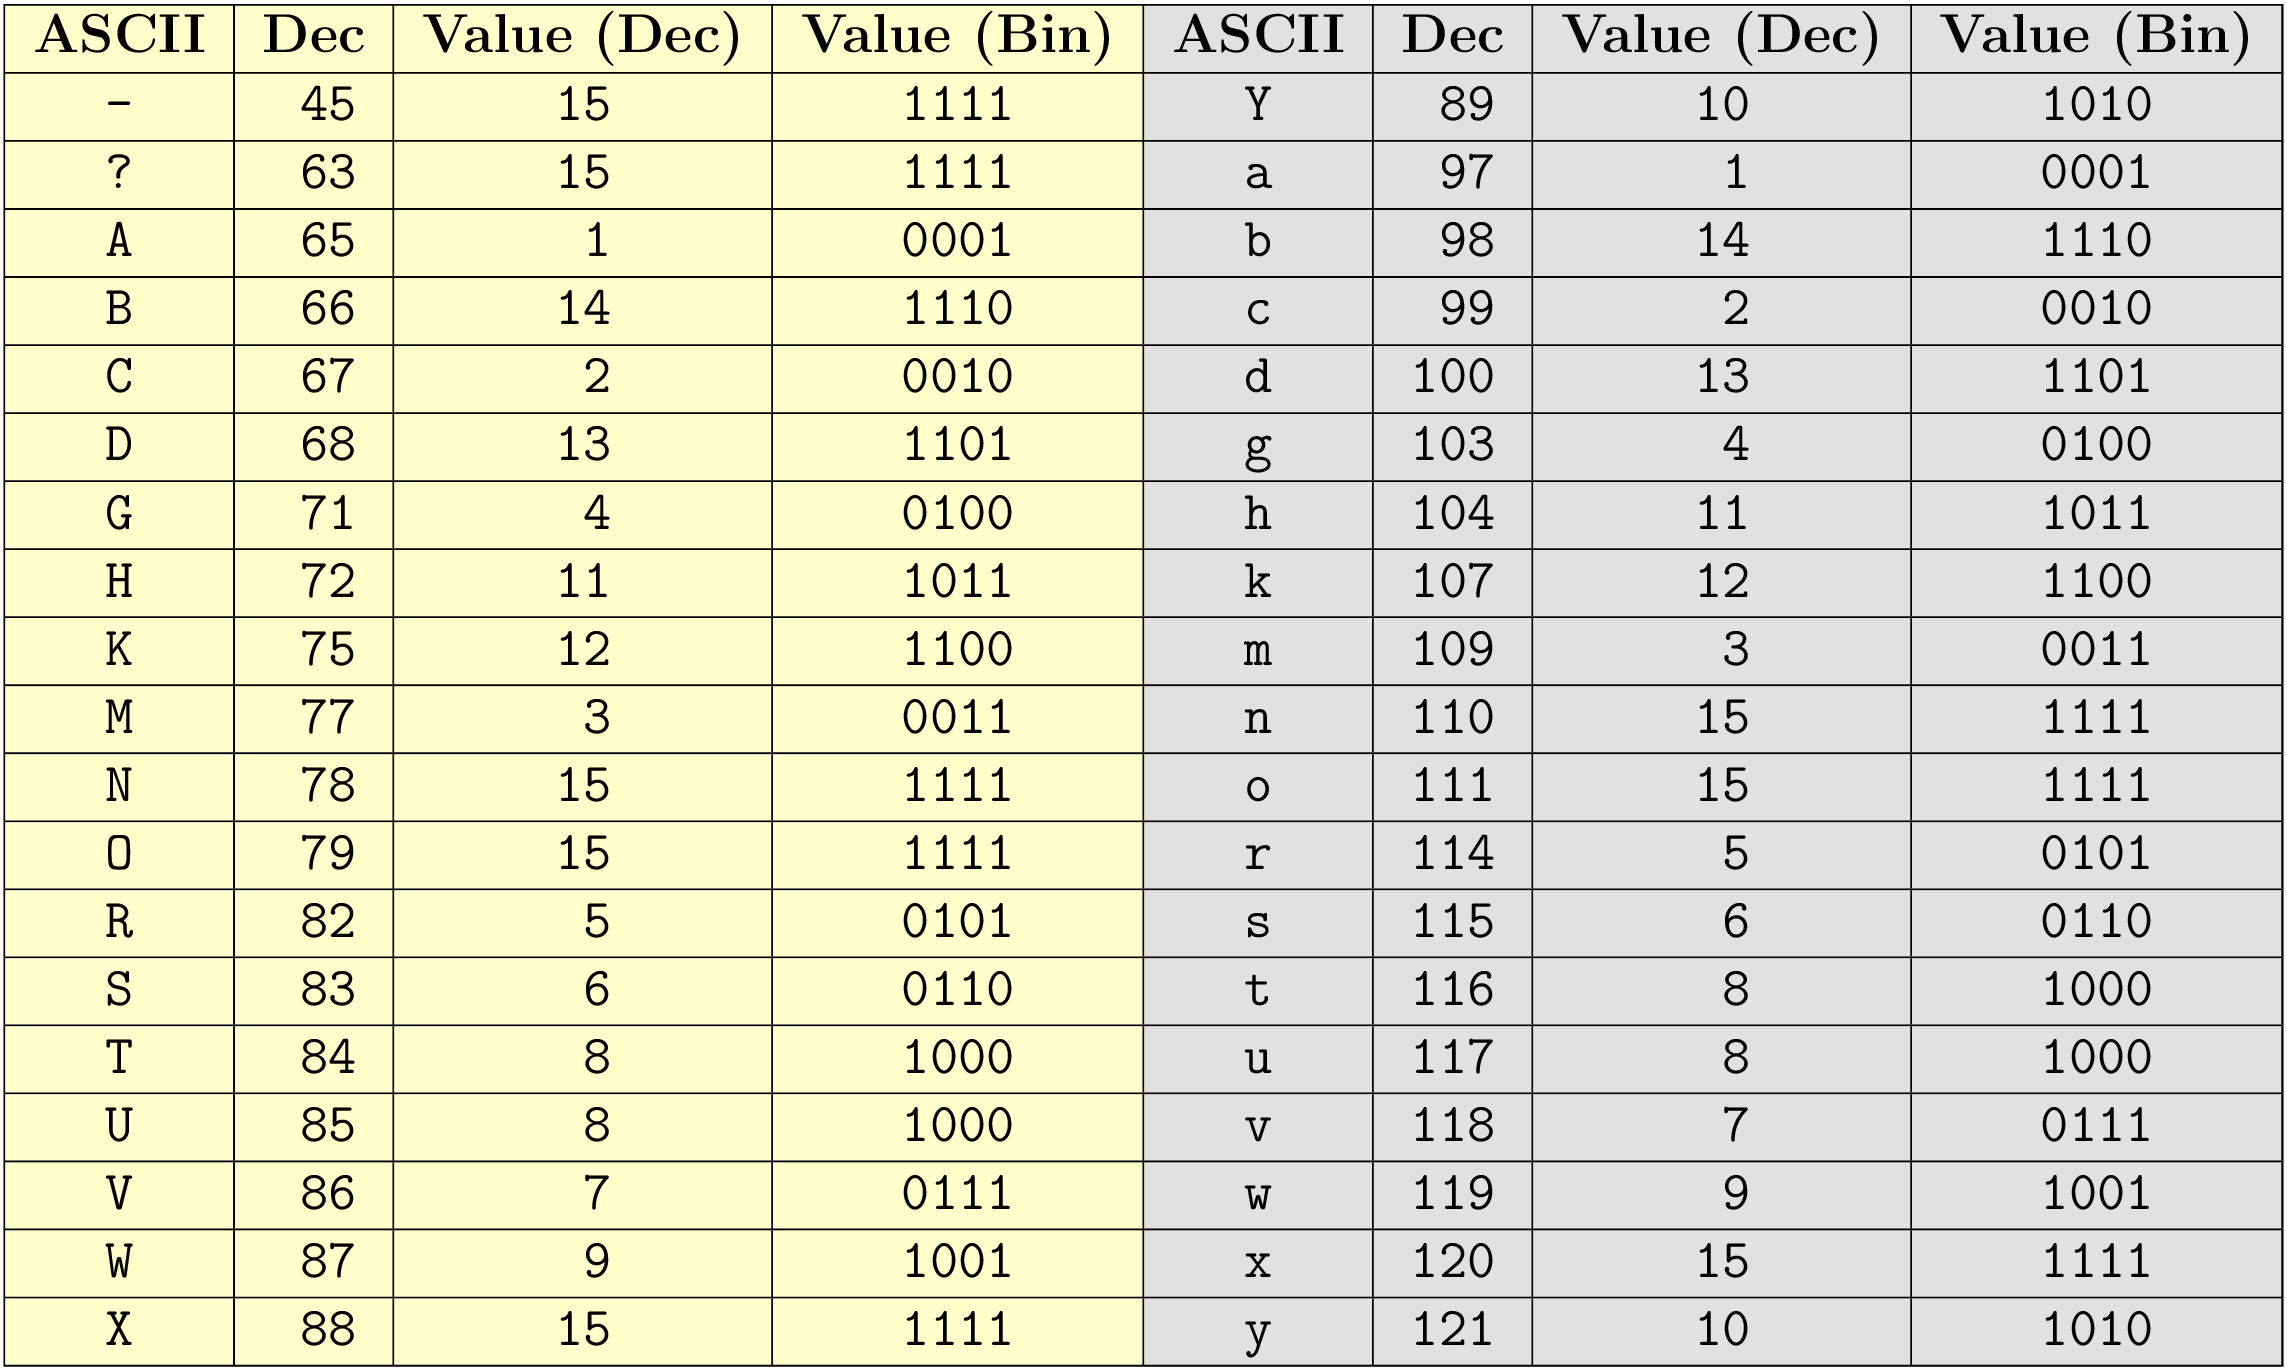 ASCII Dec Value (Dec) Value (Bin) ASCII Dec Value (Dec) Value (Bin)
- 45 15 1111 Y 89 10 1010
? 63 15 1111 a 97 1 0001
A 65 1 0001 b 98 14 1110
B 66 14 1110 c 99 2 0010
C 67 2 0010 d 100 13 1101
D 68 13 1101 g 103 4 0100
G 71 4 0100 h 104 11 1011
H 72 11 1011 k 107 12 1100
K 75 12 1100 m 109 3 0011
M 77 3 0011 n 110 15 1111
N 78 15 1111 o 111 15 1111
O 79 15 1111 r 114 5 0101
R 82 5 0101 s 115 6 0110
S 83 6 0110 t 116 8 1000
T 84 8 1000 u 117 8 1000
U 85 8 1000 v 118 7 0111
V 86 7 0111 w 119 9 1001
W 87 9 1001 x 120 15 1111
X 88 15 1111 y 121 10 1010